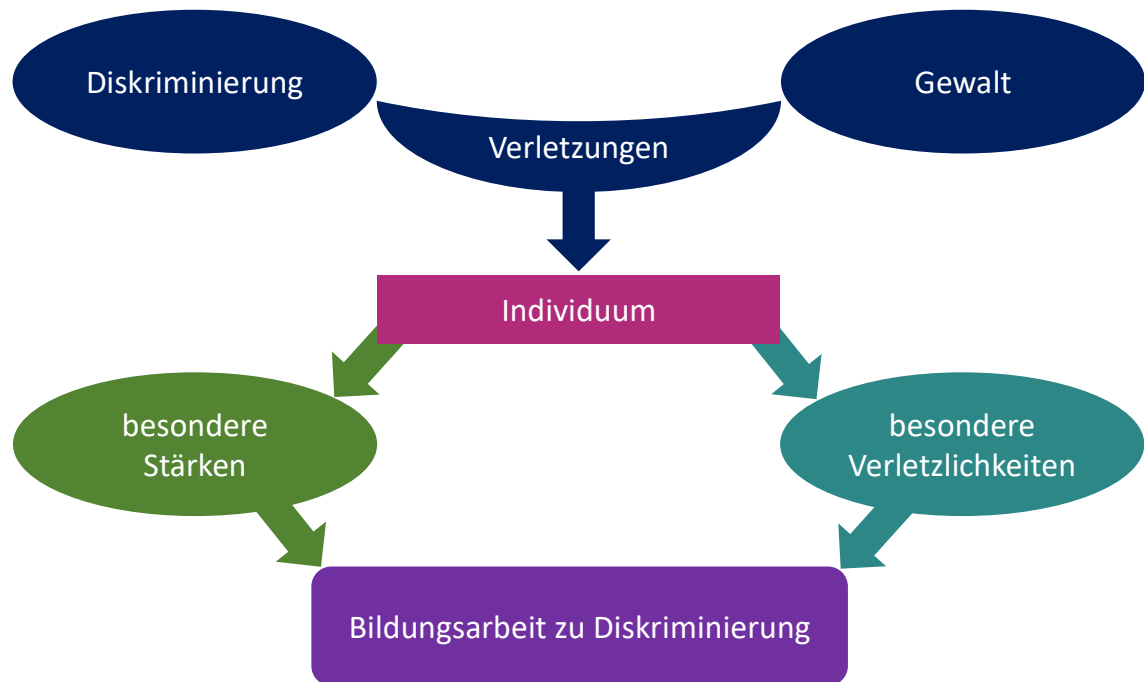 Diskriminierung
Gewalt
Verletzungen
Individuum
besondere
Stärken
besondere
Verletzlichkeiten
Bildungsarbeit zu Diskriminierung